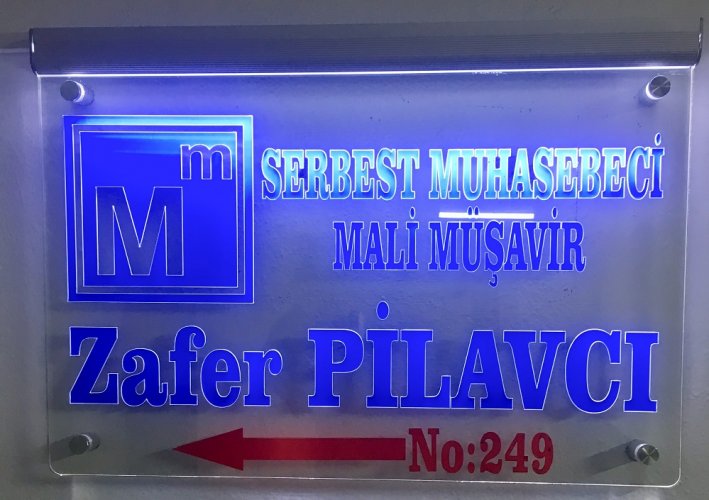 Mm
SERBEST MUHASEBECİ
MALİ MÜŞAVİR
Zafer PİLAVCI
No:249